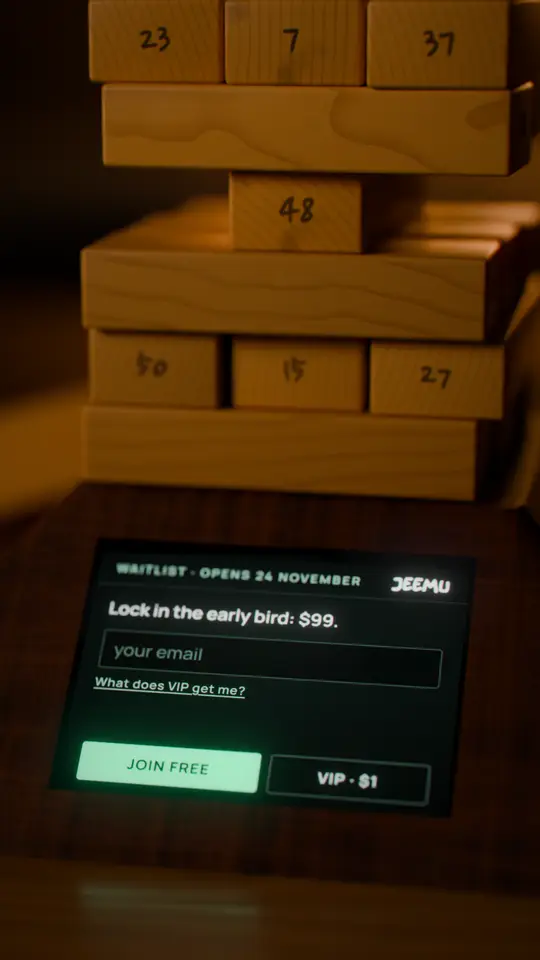 23 7 37
48
50 15 27
WAITLIST · OPENS 24 NOVEMBER JEEMU
Lock in the early bird: $99.
your email
What does VIP get me?
JOIN FREE VIP · $1